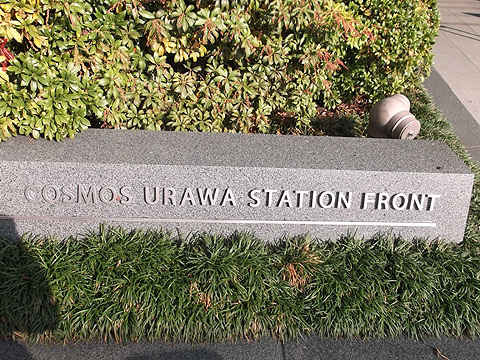 COSMOS URAWA STATION FRONT